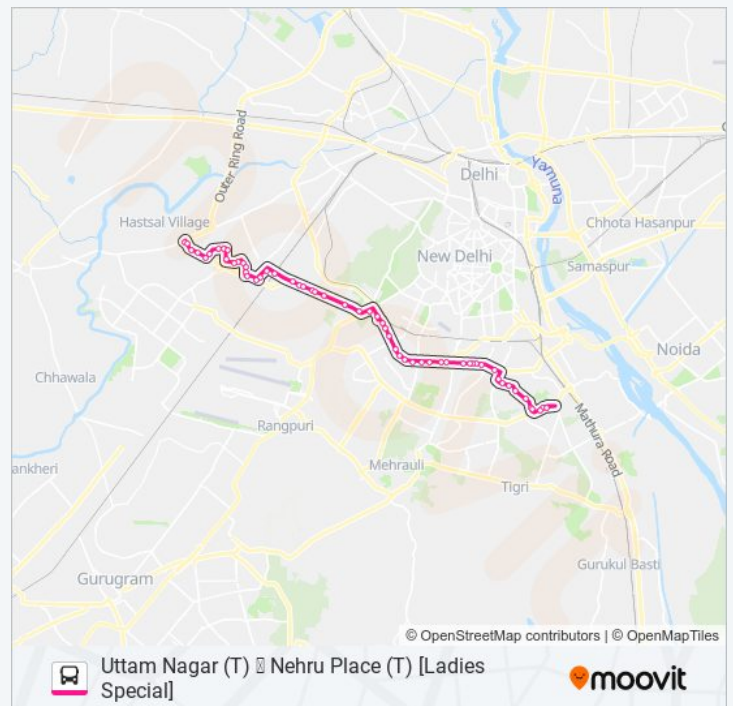 Outer Ring Road
Delhi
Yamuna
Hastsal Village
Chhota Hasanpur
New Delhi
Samaspur
Noida
Chhawala
Rangpuri
Mathura Road
ankheri
Mehrauli
Tigri
Gurugram
Gurukul Basti
© OpenStreetMap contributors | © OpenMapTiles
Uttam Nagar (T) Nehru Place (T) [Ladies
Special]
moovit